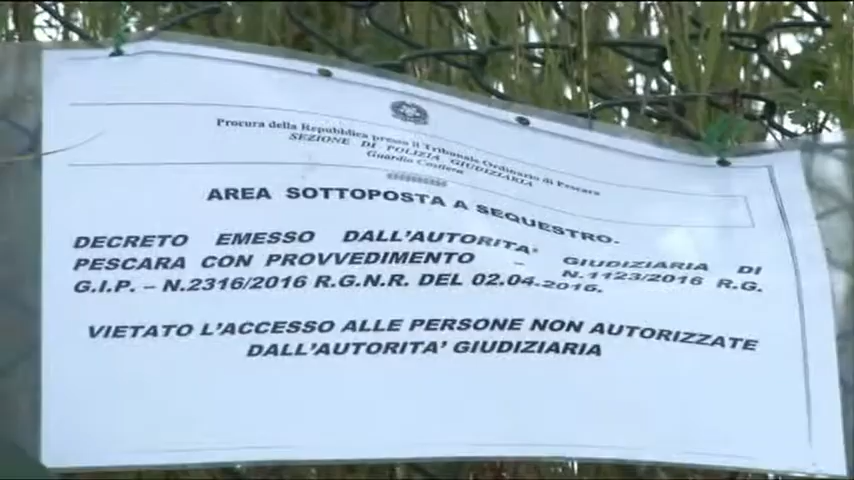 Procura della Repubblica presso il Tribunale Ordinario di Pescara
SEZIONE DI POLIZIA GIUDIZIARIA
Guardia Costiera
AREA SOTTOPOSTA A SEQUESTRO.
DECRETO EMESSO DALL'AUTORITA' GIUDIZIARIA DI
PESCARA CON PROVVEDIMENTO – N.1123/2016 R.G.
G.I.P. – N.2316/2016 R.G.N.R. DEL 02.04.2016.
VIETATO L'ACCESSO ALLE PERSONE NON AUTORIZZATE
DALL'AUTORITA' GIUDIZIARIA